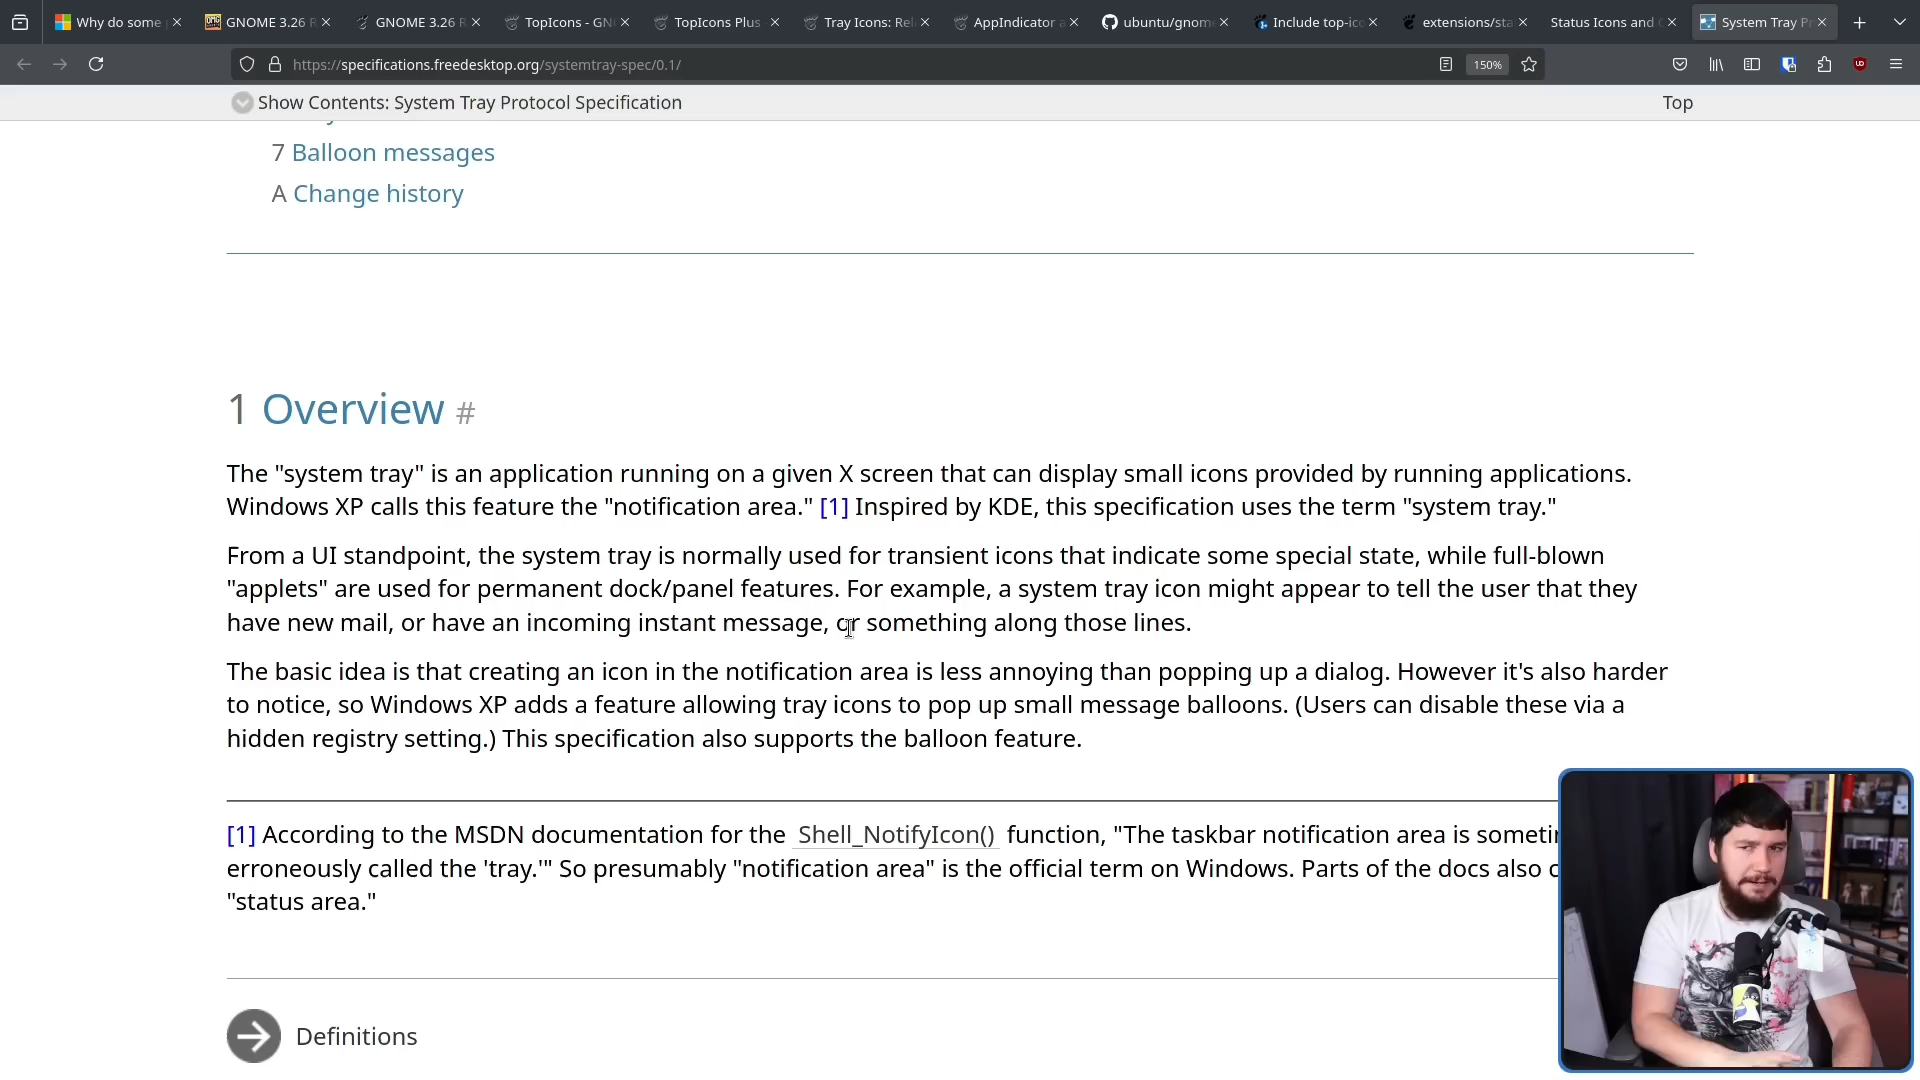 Why do some
GNOME 3.26 R
GNOME 3.26 R
TopIcons - GN
TopIcons Plus
Tray Icons: Rel
AppIndicator a
ubuntu/gnome
Include top-ico
extensions/sta
Status Icons and
System Tray Pr
https://specifications.freedesktop.org/systemtray-spec/0.1/
150%
Show Contents: System Tray Protocol Specification
Top
7 Balloon messages
A Change history
1 Overview #
The "system tray" is an application running on a given X screen that can display small icons provided by running applications.
Windows XP calls this feature the "notification area." [1] Inspired by KDE, this specification uses the term "system tray."
From a UI standpoint, the system tray is normally used for transient icons that indicate some special state, while full-blown
"applets" are used for permanent dock/panel features. For example, a system tray icon might appear to tell the user that they
have new mail, or have an incoming instant message, or something along those lines.
The basic idea is that creating an icon in the notification area is less annoying than popping up a dialog. However it's also harder
to notice, so Windows XP adds a feature allowing tray icons to pop up small message balloons. (Users can disable these via a
hidden registry setting.) This specification also supports the balloon feature.
[1] According to the MSDN documentation for the Shell_NotifyIcon() function, "The taskbar notification area is someti
erroneously called the 'tray.'" So presumably "notification area" is the official term on Windows. Parts of the docs also c
"status area."
Definitions